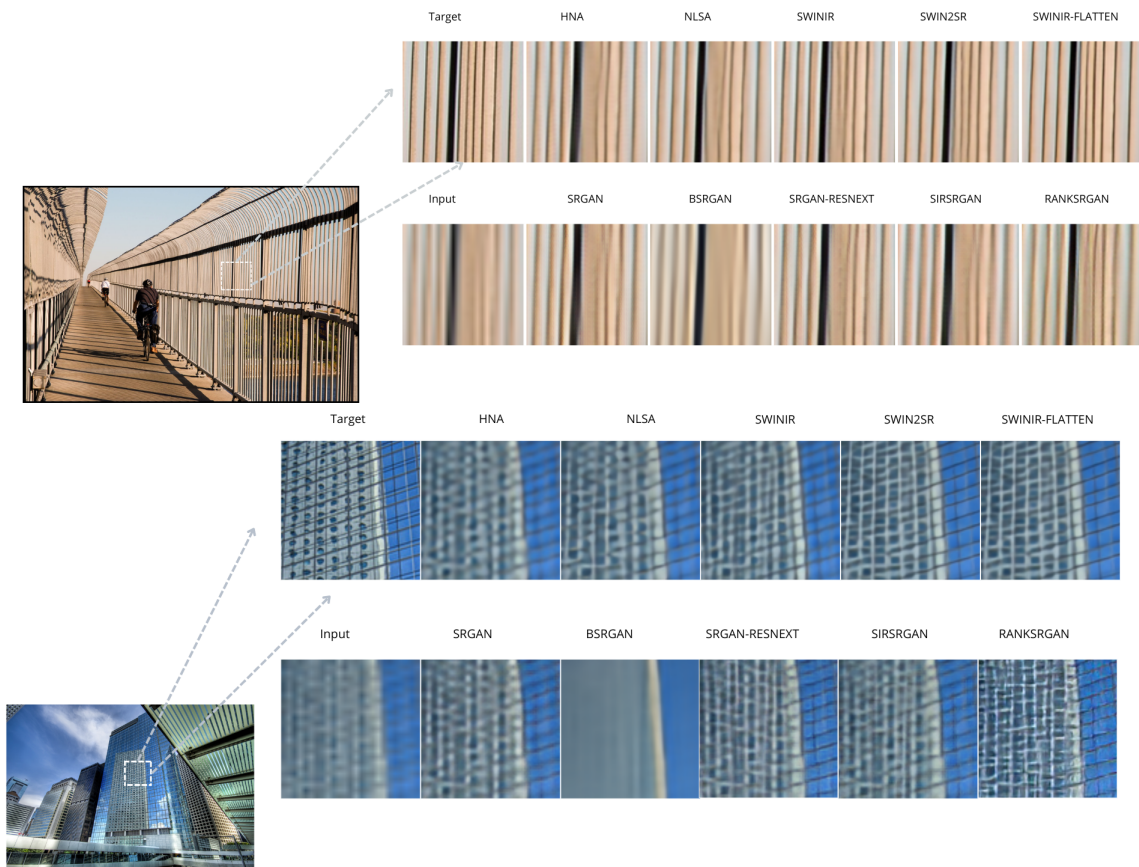 Target HNA NLSA SWINIR SWIN2SR SWINIR-FLATTEN
Input SRGAN BSRGAN SRGAN-RESNEXT SIRSRGAN RANKSRGAN
Target HNA NLSA SWINIR SWIN2SR SWINIR-FLATTEN
Input SRGAN BSRGAN SRGAN-RESNEXT SIRSRGAN RANKSRGAN